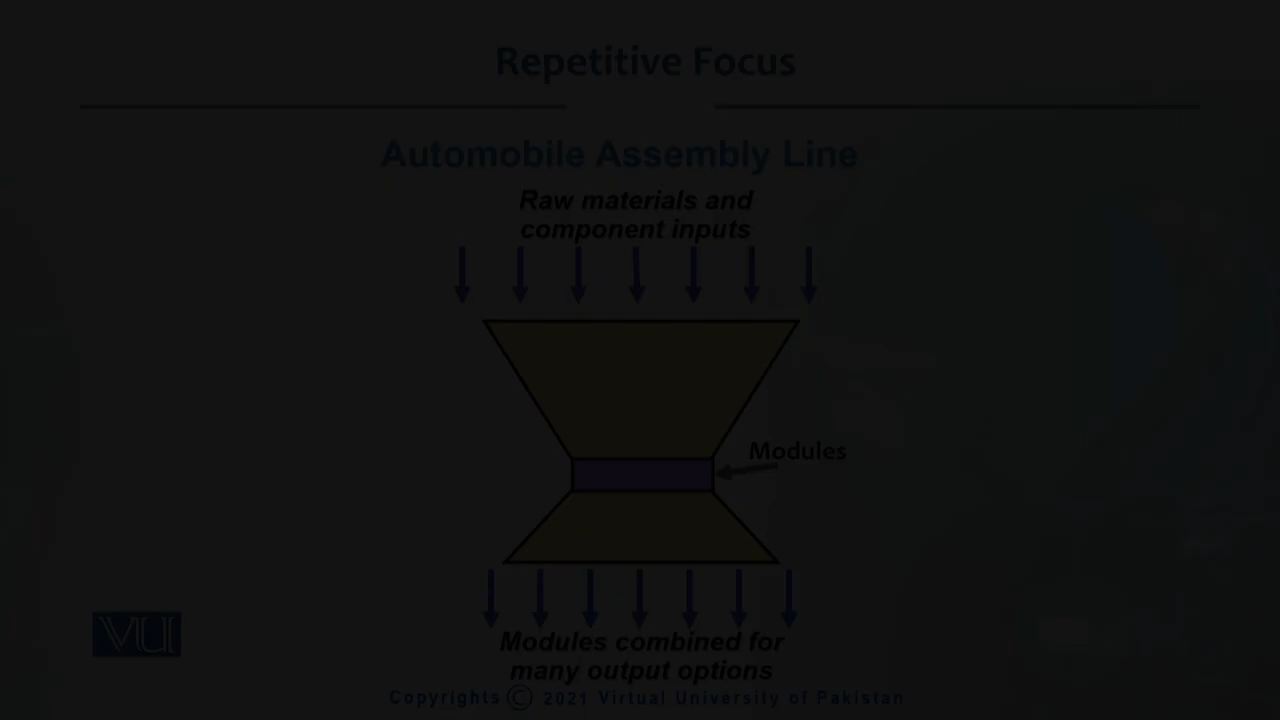 Repetitive Focus
Automobile Assembly Line
Raw materials and
component inputs
Modules
VU
Modules combined for
many output options
Copyrights © 2021 Virtual University of Pakistan